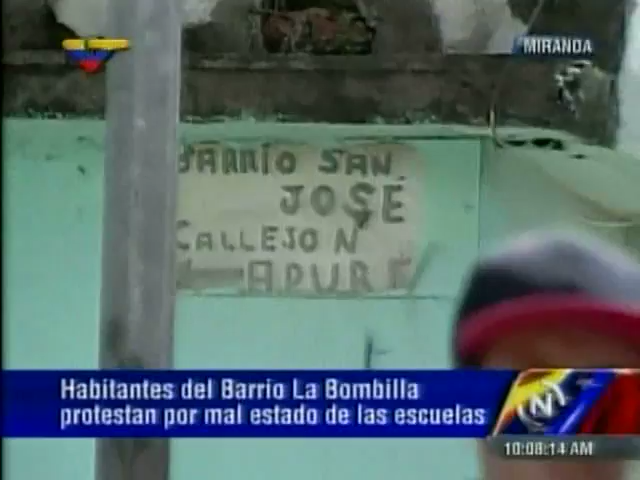 MIRANDA
BARRIO SAN
JOSE
CALLEJON
APURE
Habitantes del Barrio La Bombilla
protestan por mal estado de las escuelas
10:08:14 AM